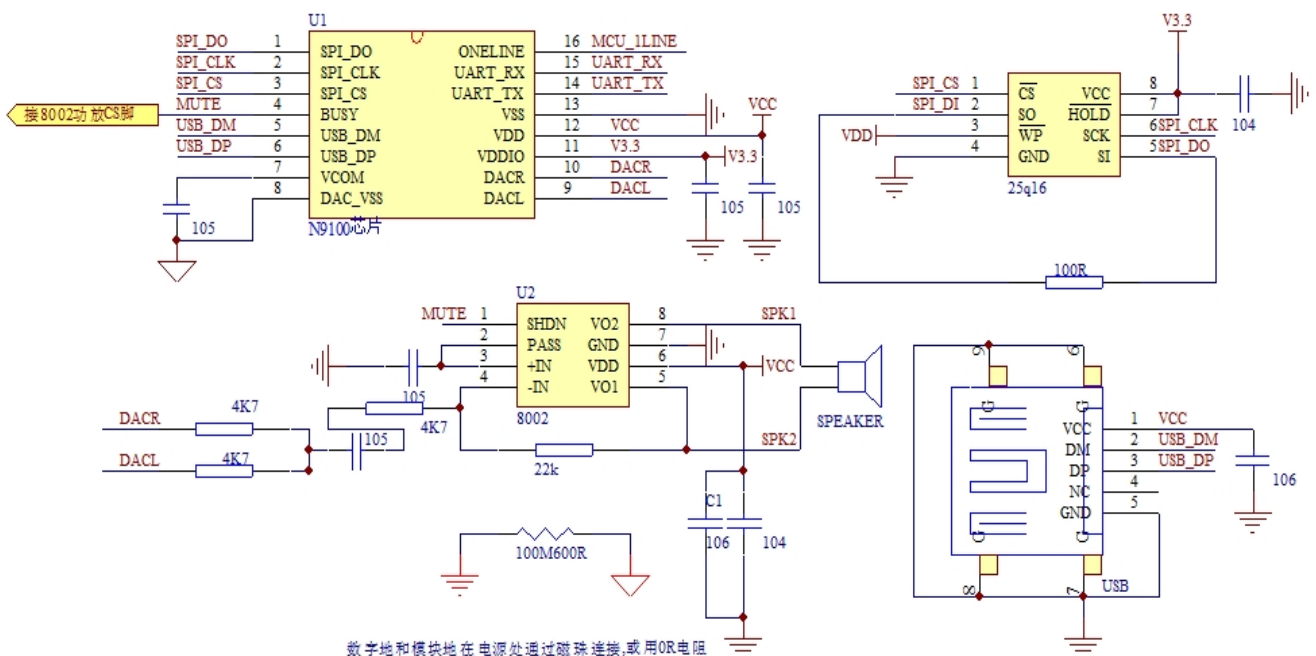 U1
SPI_DO 1 SPI_DO ONELINE 16 MCU_1LINE
SPI_CLK 2 SPI_CLK UART_RX 15 UART_RX
SPI_CS 3 SPI_CS UART_TX 14 UART_TX
接8002功放CS脚 MUTE 4 BUSY VSS 13
USB_DM 5 USB_DM VDD 12 VCC VCC
USB_DP 6 USB_DP VDDIO 11 V3.3 V3.3
7 VCOM DACR 10 DACR
8 DAC_VSS DACL 9 DACL
105 105 105
N9100芯片
V3.3
SPI_CS 1 CS VCC 8
SPI_DI 2 SO HOLD 7 104
VDD 3 WP SCK 6 SPI_CLK
4 GND SI 5 SPI_DO
25q16
100R
U2
MUTE 1 SHDN VO2 8 SPK1
2 PASS GND 7
3 +IN VDD 6 VCC
4 -IN VO1 5
105
8002
SPEAKER
DACR 4K7 4K7
105
DACL 4K7
22k
SPK2
C1
106 104
100M600R
数字地和模块地在电源处通过磁珠连接,或用0R电阻
9 6
G G
VCC 1 VCC
DM 2 USB_DM
DP 3 USB_DP
NC 4
GND 5
106
G G
8 7 USB